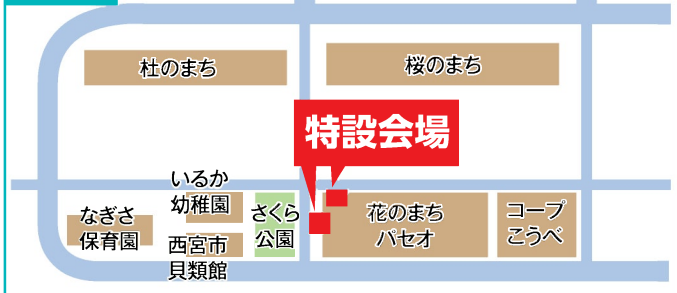 杜のまち
桜のまち
特設会場
いるか
幼稚園
なぎさ
保育園
西宮市
貝類館
さくら
公園
花のまち
パセオ
コープ
こうべ